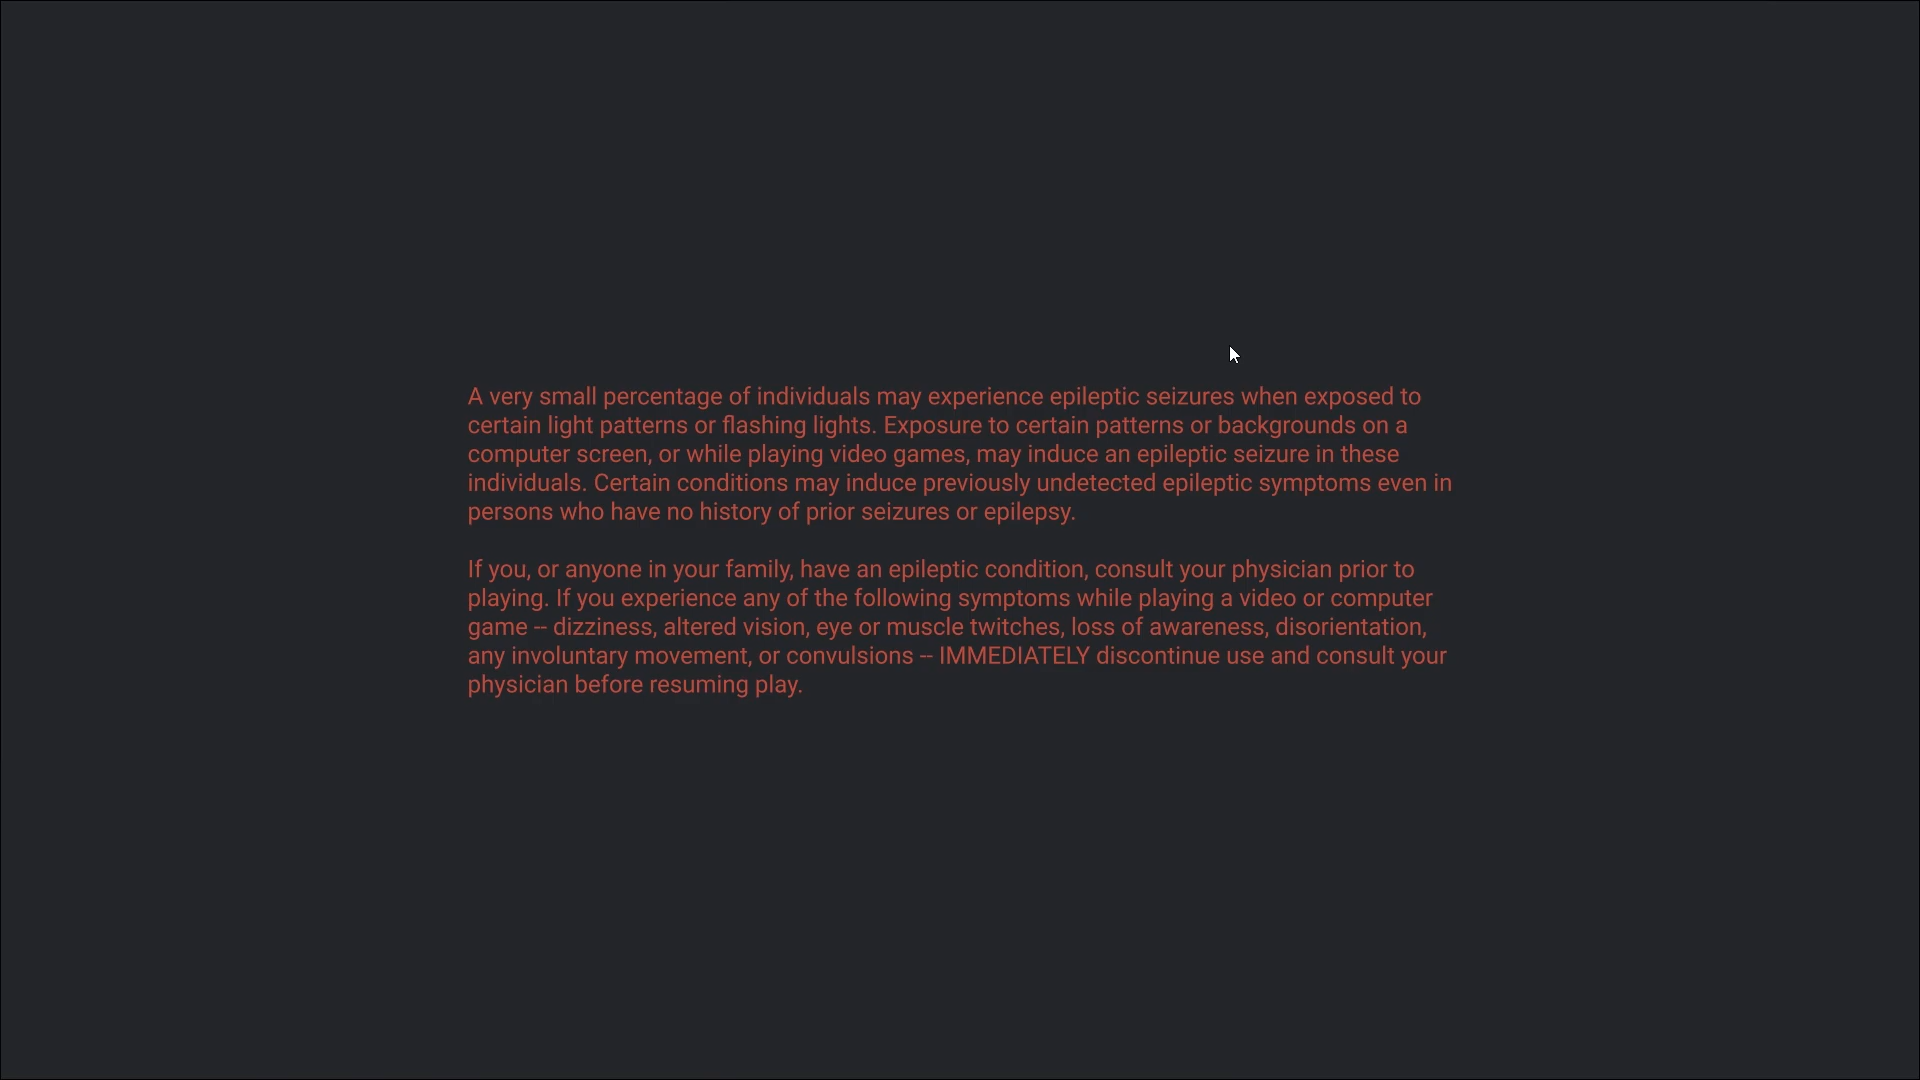 A very small percentage of individuals may experience epileptic seizures when exposed to
certain light patterns or flashing lights. Exposure to certain patterns or backgrounds on a
computer screen, or while playing video games, may induce an epileptic seizure in these
individuals. Certain conditions may induce previously undetected epileptic symptoms even in
persons who have no history of prior seizures or epilepsy.
If you, or anyone in your family, have an epileptic condition, consult your physician prior to
playing. If you experience any of the following symptoms while playing a video or computer
game -- dizziness, altered vision, eye or muscle twitches, loss of awareness, disorientation,
any involuntary movement, or convulsions -- IMMEDIATELY discontinue use and consult your
physician before resuming play.